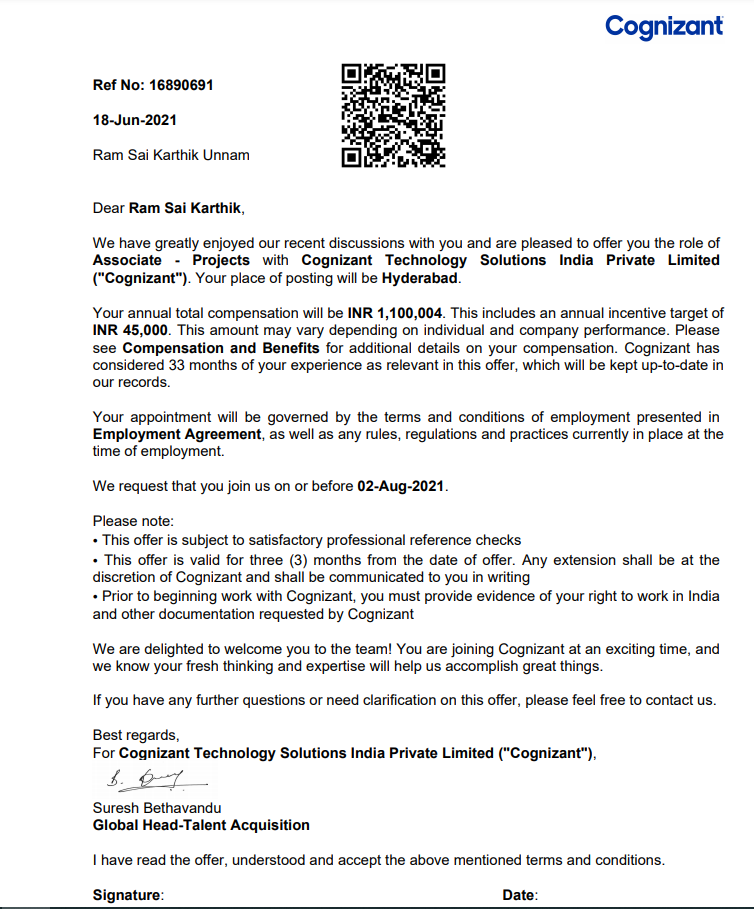 Cognizant
Ref No: 16890691
18-Jun-2021
Ram Sai Karthik Unnam
Dear Ram Sai Karthik,
We have greatly enjoyed our recent discussions with you and are pleased to offer you the role of
Associate - Projects with Cognizant Technology Solutions India Private Limited
("Cognizant"). Your place of posting will be Hyderabad.
Your annual total compensation will be INR 1,100,004. This includes an annual incentive target of
INR 45,000. This amount may vary depending on individual and company performance. Please
see Compensation and Benefits for additional details on your compensation. Cognizant has
considered 33 months of your experience as relevant in this offer, which will be kept up-to-date in
our records.
Your appointment will be governed by the terms and conditions of employment presented in
Employment Agreement, as well as any rules, regulations and practices currently in place at the
time of employment.
We request that you join us on or before 02-Aug-2021.
Please note:
• This offer is subject to satisfactory professional reference checks
• This offer is valid for three (3) months from the date of offer. Any extension shall be at the
discretion of Cognizant and shall be communicated to you in writing
• Prior to beginning work with Cognizant, you must provide evidence of your right to work in India
and other documentation requested by Cognizant
We are delighted to welcome you to the team! You are joining Cognizant at an exciting time, and
we know your fresh thinking and expertise will help us accomplish great things.
If you have any further questions or need clarification on this offer, please feel free to contact us.
Best regards,
For Cognizant Technology Solutions India Private Limited ("Cognizant"),
Suresh Bethavandu
Global Head-Talent Acquisition
I have read the offer, understood and accept the above mentioned terms and conditions.
Signature: Date: